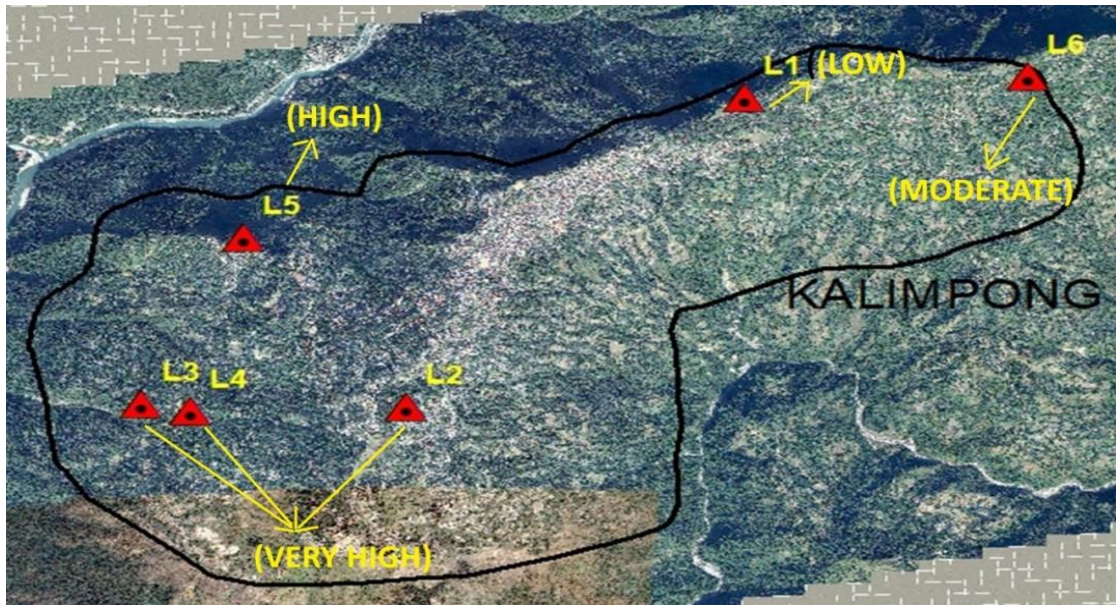 L6
L1 (LOW)
(HIGH)
(MODERATE)
L5
KALIMPONG
L3 L4 L2
(VERY HIGH)